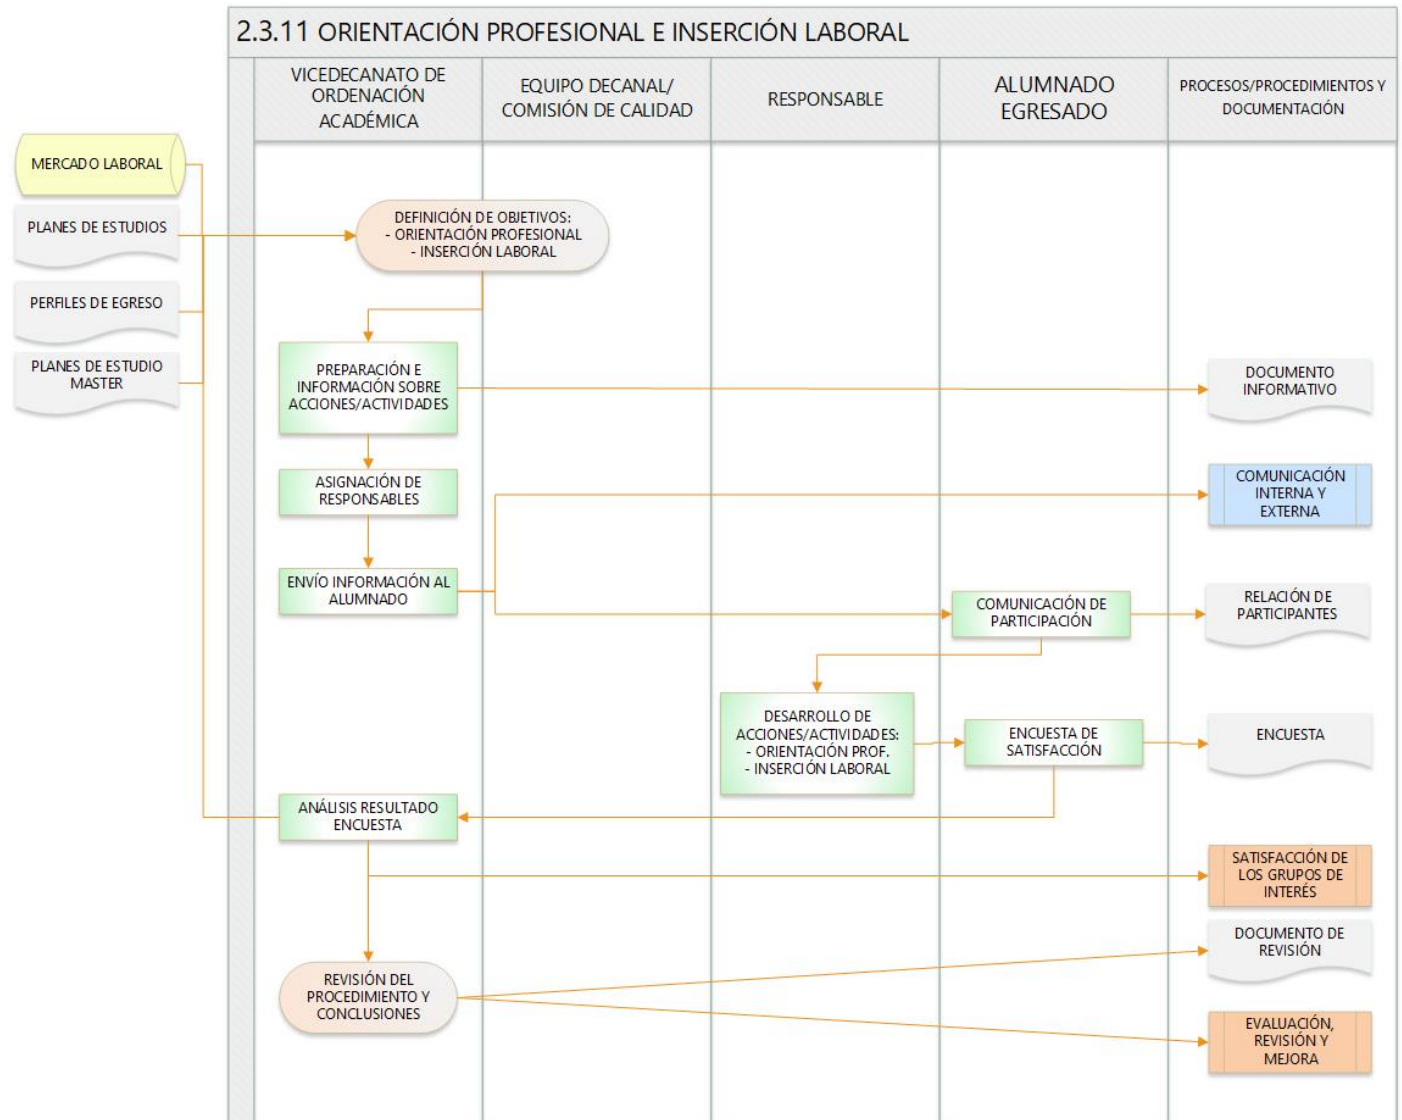 2.3.11 ORIENTACIÓN PROFESIONAL E INSERCIÓN LABORAL
VICEDECANATO DE
ORDENACIÓN
ACADÉMICA
EQUIPO DECANAL/
COMISIÓN DE CALIDAD
RESPONSABLE
ALUMNADO
EGRESADO
PROCESOS/PROCEDIMIENTOS Y
DOCUMENTACIÓN
MERCADO LABORAL
PLANES DE ESTUDIOS
PERFILES DE EGRESO
PLANES DE ESTUDIO
MASTER
DEFINICIÓN DE OBJETIVOS:
- ORIENTACIÓN PROFESIONAL
- INSERCIÓN LABORAL
PREPARACIÓN E
INFORMACIÓN SOBRE
ACCIONES/ACTIVIDADES
DOCUMENTO
INFORMATIVO
ASIGNACIÓN DE
RESPONSABLES
COMUNICACIÓN
INTERNA Y
EXTERNA
ENVÍO INFORMACIÓN AL
ALUMNADO
COMUNICACIÓN DE
PARTICIPACIÓN
RELACIÓN DE
PARTICIPANTES
DESARROLLO DE
ACCIONES/ACTIVIDADES:
- ORIENTACIÓN PROF.
- INSERCIÓN LABORAL
ENCUESTA DE
SATISFACCIÓN
ENCUESTA
ANÁLISIS RESULTADO
ENCUESTA
SATISFACCIÓN DE
LOS GRUPOS DE
INTERÉS
DOCUMENTO DE
REVISIÓN
REVISIÓN DEL
PROCEDIMIENTO Y
CONCLUSIONES
EVALUACIÓN,
REVISIÓN Y
MEJORA